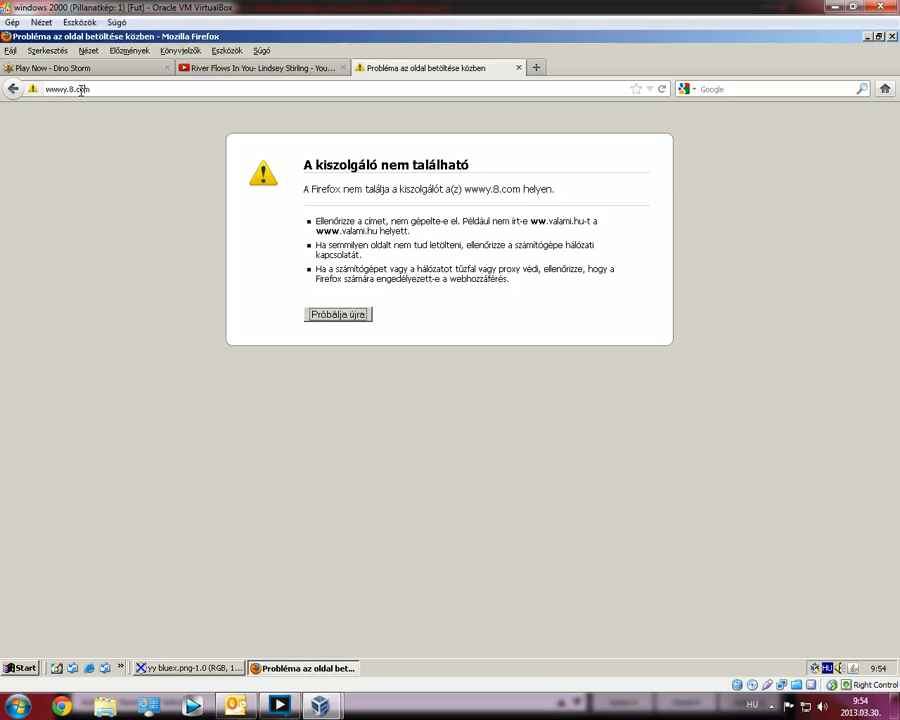 windows 2000 (Pillanatkép: 1) [Fut] - Oracle VM VirtualBox
Gép Nézet Eszközök Súgó
Probléma az oldal betöltése közben - Mozilla Firefox
Fájl Szerkesztés Nézet Előzmények Könyvjelzők Eszközök Súgó
Play Now - Dino Storm
River Flows In You- Lindsey Stirling - You...
Probléma az oldal betöltése közben
wwwy.8.com
Google
A kiszolgáló nem található
A Firefox nem találja a kiszolgálót a(z) wwwy.8.com helyen.
Ellenőrizze a címet, nem gépelte-e el. Például nem írt-e ww.valami.hu-t a
www.valami.hu helyett.
Ha semmilyen oldalt nem tud letölteni, ellenőrizze a számítógépe hálózati
kapcsolatát.
Ha a számítógépet vagy a hálózatot tűzfal vagy proxy védi, ellenőrizze, hogy a
Firefox számára engedélyezett-e a webhozzáférés.
Próbálja újra
Start
yy bluex.png-1.0 (RGB, 1...
Probléma az oldal bet...
HU
9:54
Right Control
HU
9:54
2013.03.30.